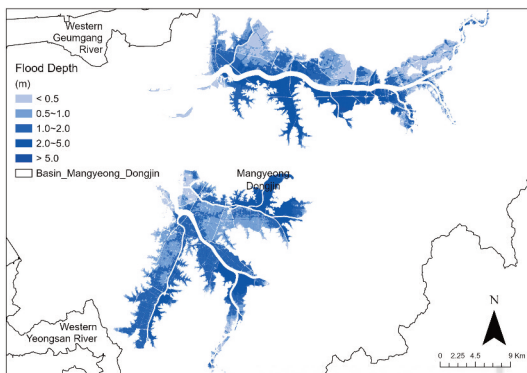 Western
Geumgang
River
Flood Depth
(m)
< 0.5
0.5~1.0
1.0~2.0
2.0~5.0
> 5.0
Basin_Mangyeong_Dongjin
Mangyeong
Dongjin
Western
Yeongsan River
N
0 2.25 4.5 9 Km